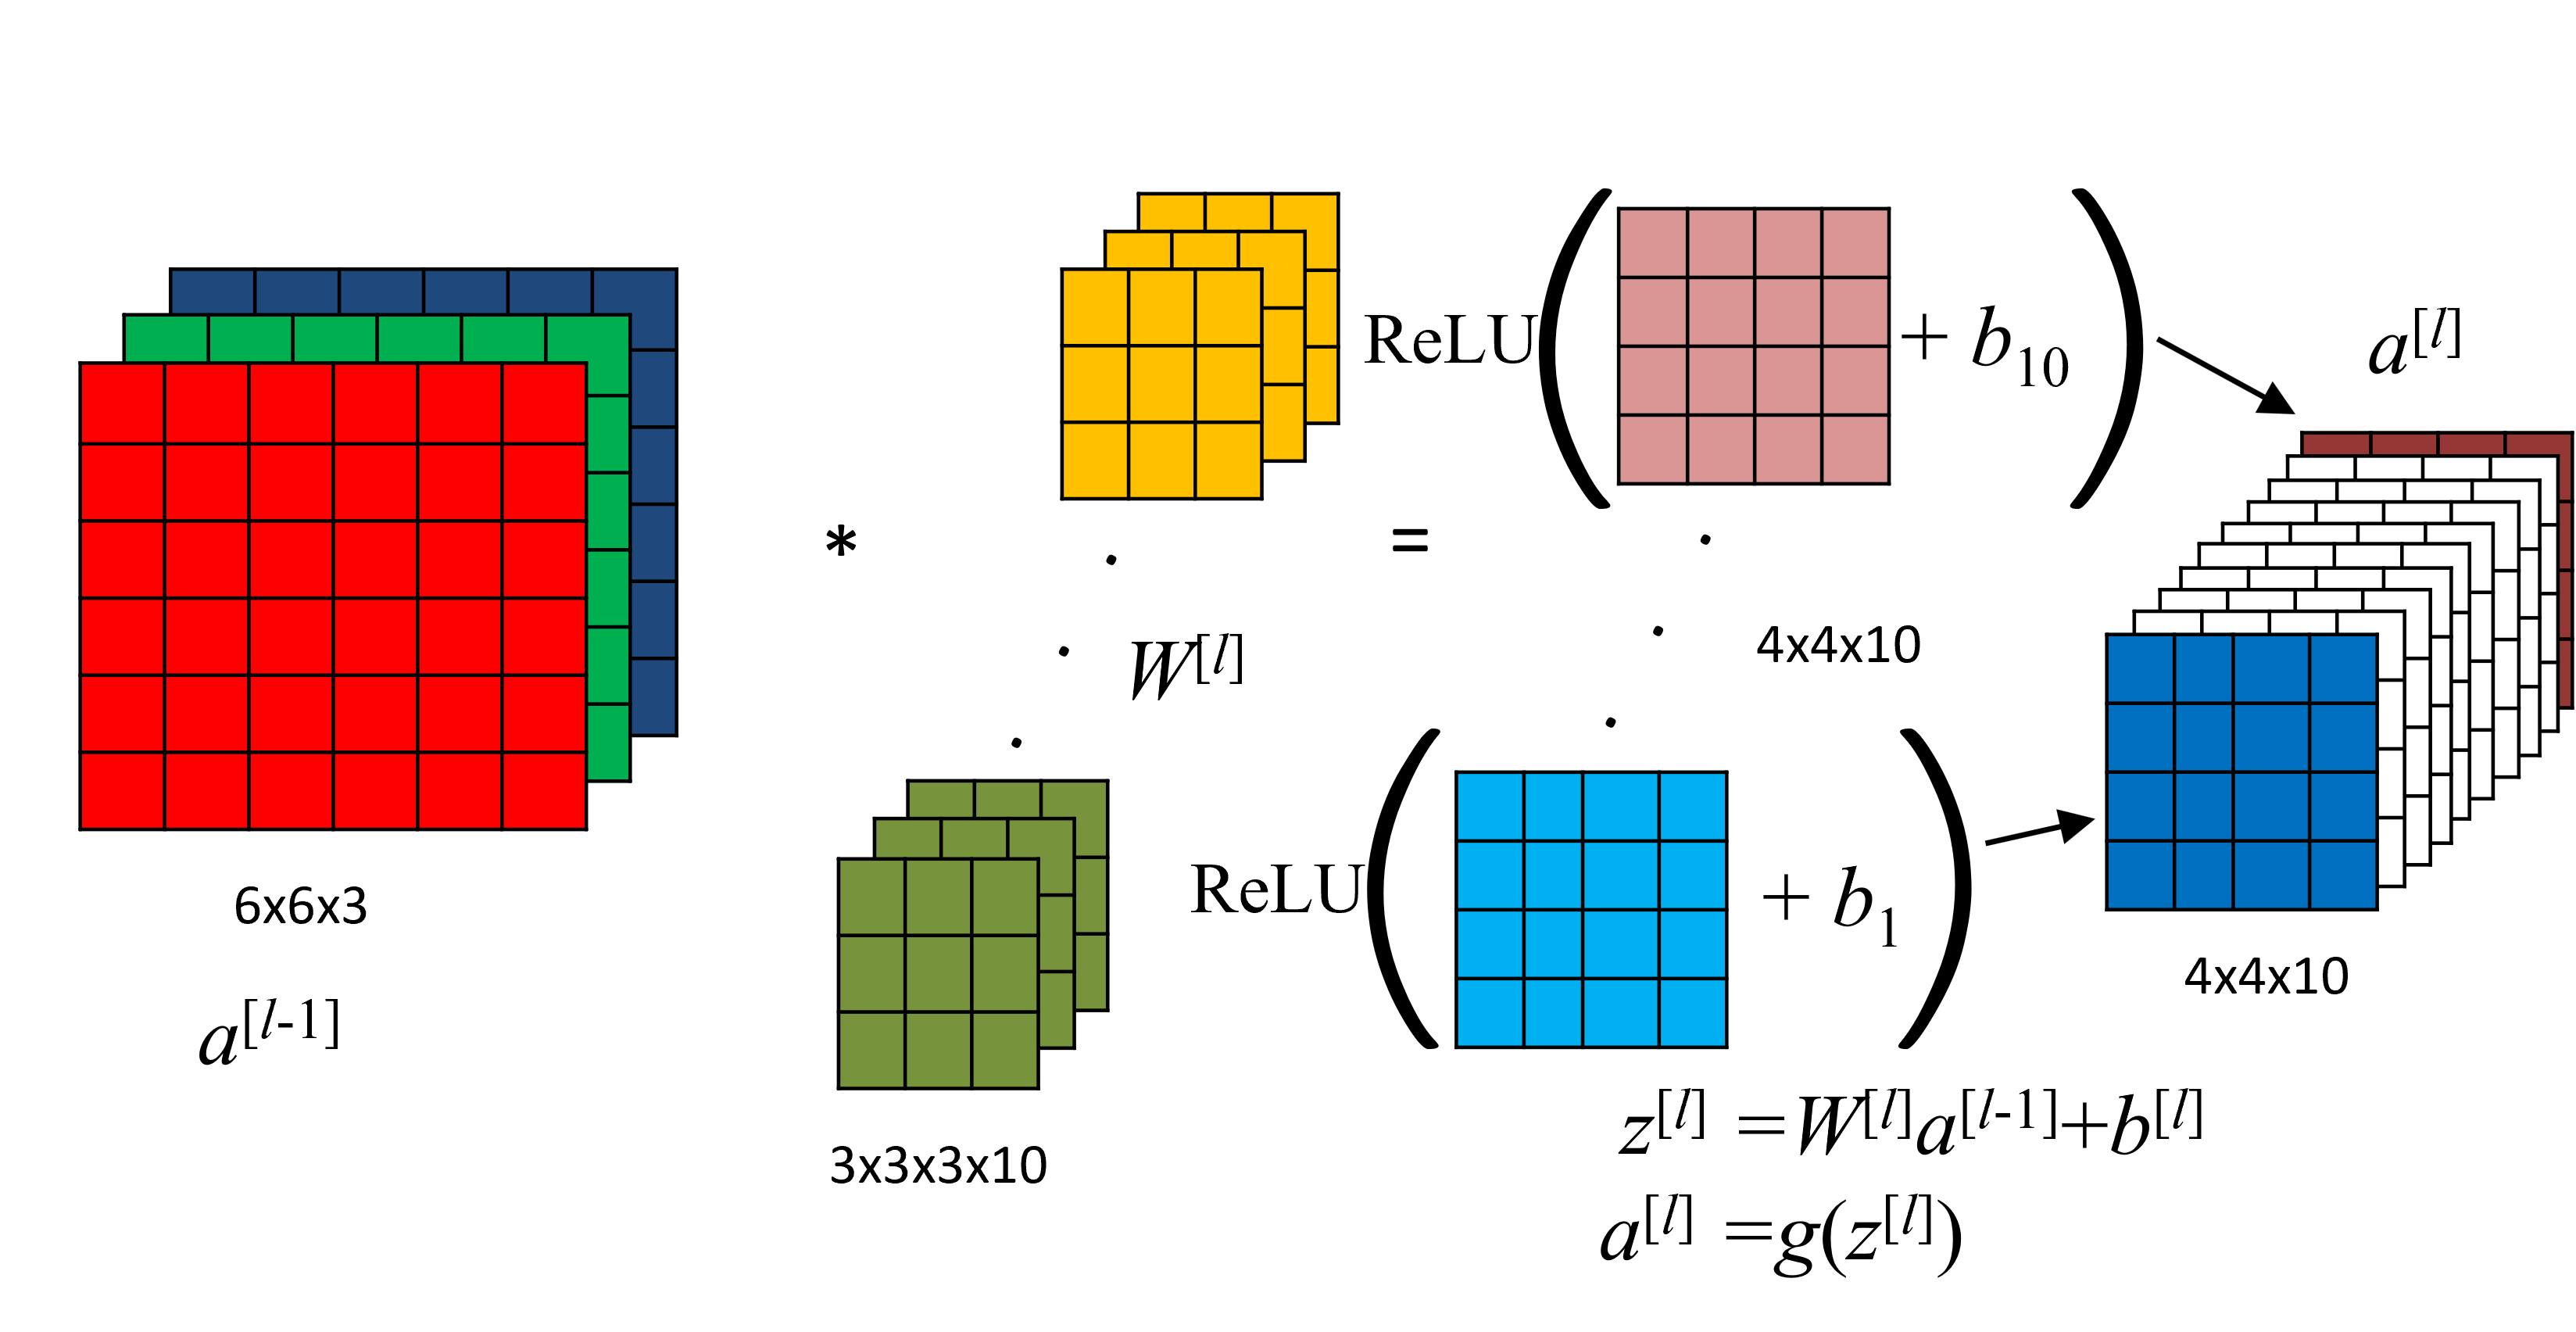 6x6x3
a[l-1]
*
W[l]
3x3x3x10
=
ReLU( + b10 )
4x4x10
ReLU( + b1 )
a[l]
4x4x10
z[l] =W[l]a[l-1]+b[l]
a[l] =g(z[l])